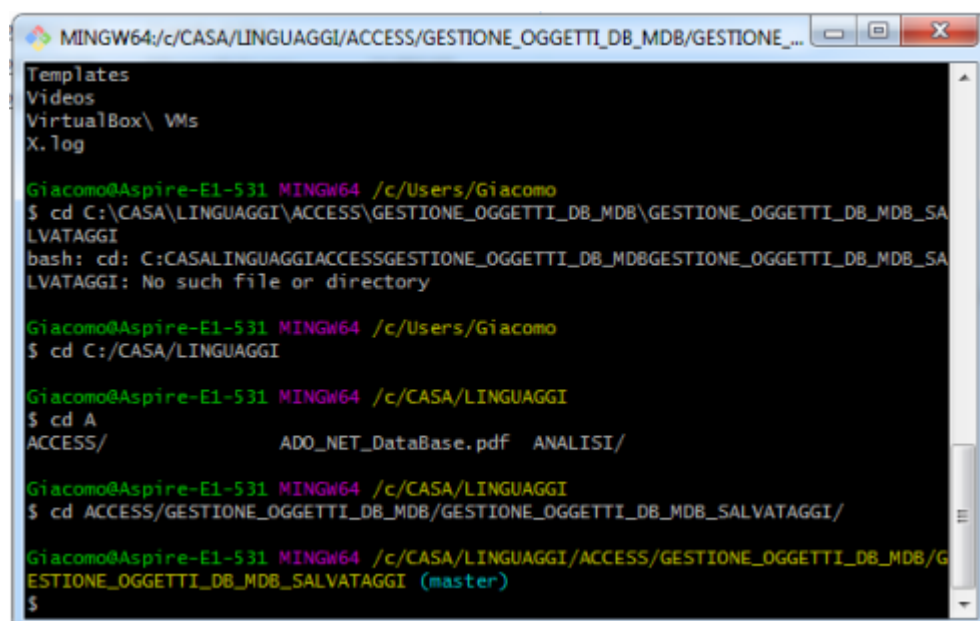 MINGW64:/c/CASA/LINGUAGGI/ACCESS/GESTIONE_OGGETTI_DB_MDB/GESTIONE_...
Templates
Videos
VirtualBox\ VMs
X.log
Giacomo@Aspire-E1-531 MINGW64 /c/Users/Giacomo
$ cd C:\CASA\LINGUAGGI\ACCESS\GESTIONE_OGGETTI_DB_MDB\GESTIONE_OGGETTI_DB_MDB_SA
LVATAGGI
bash: cd: C:CASALINGUAGGIACCESSGESTIONE_OGGETTI_DB_MDBGESTIONE_OGGETTI_DB_MDB_SA
LVATAGGI: No such file or directory
Giacomo@Aspire-E1-531 MINGW64 /c/Users/Giacomo
$ cd C:/CASA/LINGUAGGI
Giacomo@Aspire-E1-531 MINGW64 /c/CASA/LINGUAGGI
$ cd A
ACCESS/ ADO_NET_DataBase.pdf ANALISI/
Giacomo@Aspire-E1-531 MINGW64 /c/CASA/LINGUAGGI
$ cd ACCESS/GESTIONE_OGGETTI_DB_MDB/GESTIONE_OGGETTI_DB_MDB_SALVATAGGI/
Giacomo@Aspire-E1-531 MINGW64 /c/CASA/LINGUAGGI/ACCESS/GESTIONE_OGGETTI_DB_MDB/G
ESTIONE_OGGETTI_DB_MDB_SALVATAGGI (master)
$